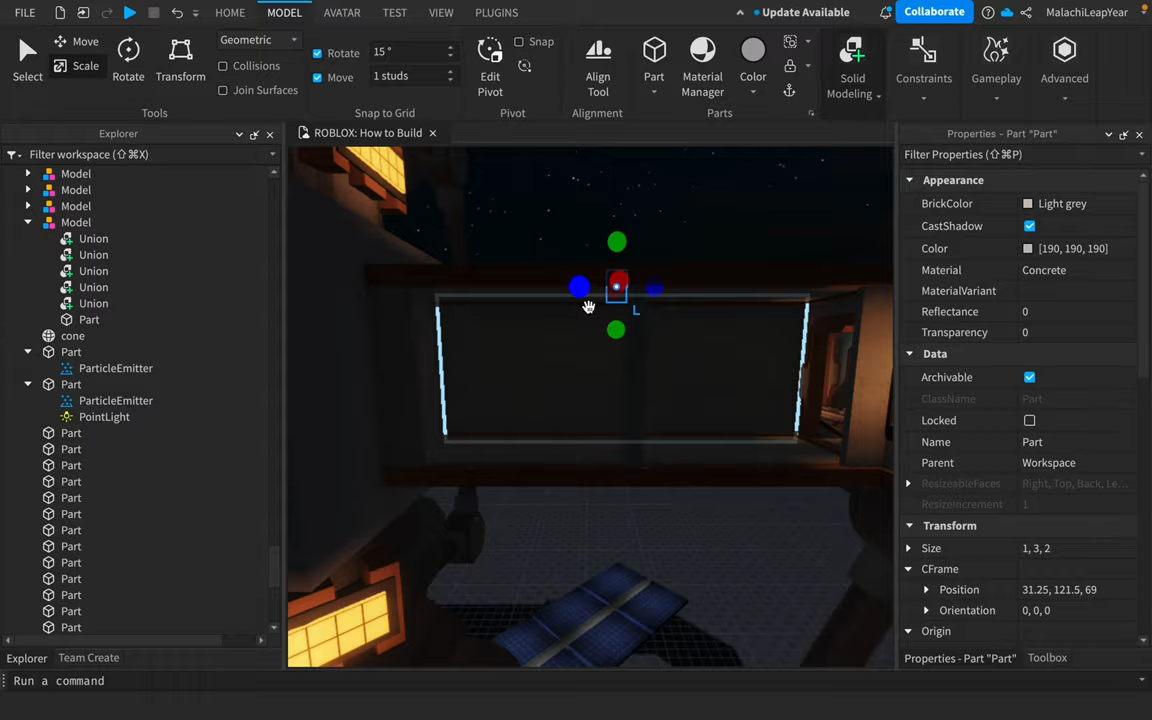 FILE HOME MODEL AVATAR TEST VIEW PLUGINS Update Available Collaborate MalachiLeapYear
Select Move Scale Rotate Transform Geometric Collisions Join Surfaces Rotate 15 ° Move 1 studs Edit Pivot Snap Align Tool Part Material Manager Color Solid Modeling Constraints Gameplay Advanced
Tools Snap to Grid Pivot Alignment Parts
Explorer
Filter workspace (⇧⌘X)
Model
Model
Model
Model
Union
Union
Union
Union
Union
Part
cone
Part
ParticleEmitter
Part
ParticleEmitter
PointLight
Part
Part
Part
Part
Part
Part
Part
Part
Part
Part
Part
Part
Part
Explorer Team Create
Run a command
ROBLOX: How to Build
L
Properties - Part "Part"
Filter Properties (⇧⌘P)
Appearance
BrickColor Light grey
CastShadow
Color [190, 190, 190]
Material Concrete
MaterialVariant
Reflectance 0
Transparency 0
Data
Archivable
ClassName Part
Locked
Name Part
Parent Workspace
ResizeableFaces Right, Top, Back, Le...
ResizeIncrement 1
Transform
Size 1, 3, 2
CFrame
Position 31.25, 121.5, 69
Orientation 0, 0, 0
Origin
Properties - Part "Part" Toolbox